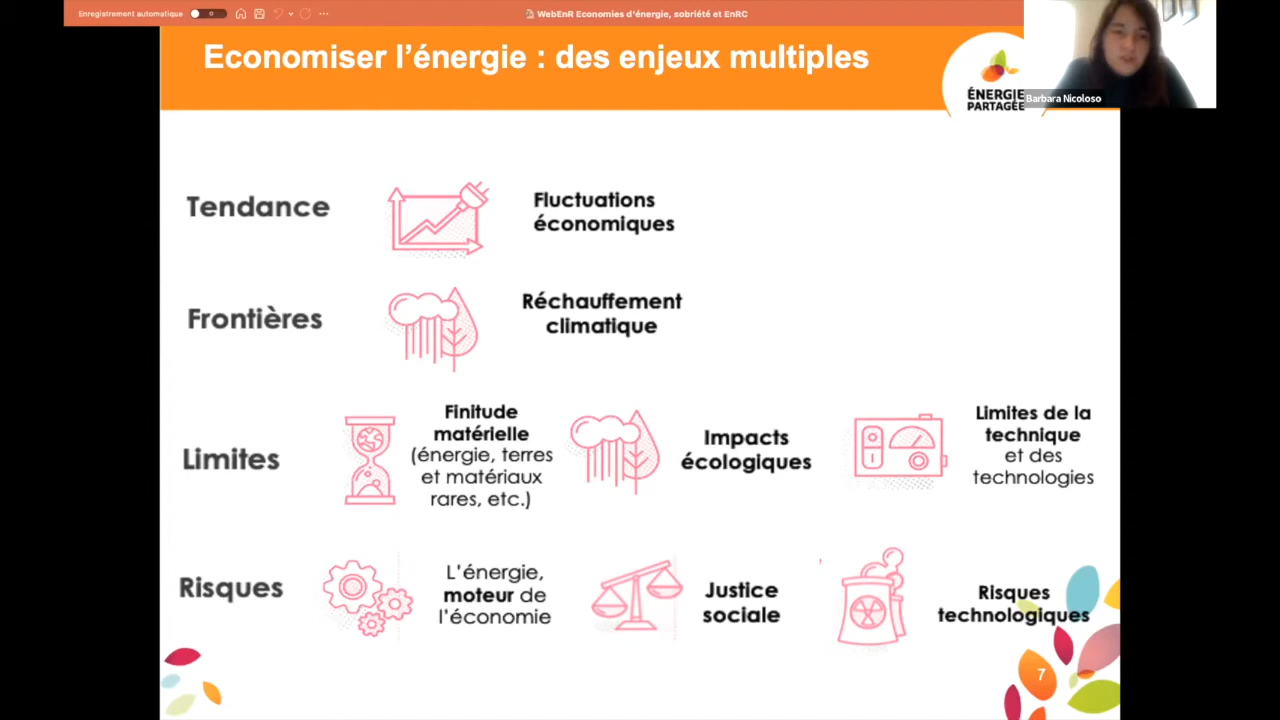 Enregistrement automatique
WebEnR Economies d'énergie, sobriété et EnRC
Economiser l'énergie : des enjeux multiples
ÉNERGIE
PARTAGÉE
Barbara Nicoloso
Tendance
Fluctuations
économiques
Frontières
Réchauffement
climatique
Limites
Finitude
matérielle
(énergie, terres
et matériaux
rares, etc.)
Impacts
écologiques
Limites de la
technique
et des
technologies
Risques
L'énergie,
moteur de
l'économie
Justice
sociale
Risques
technologiques
7